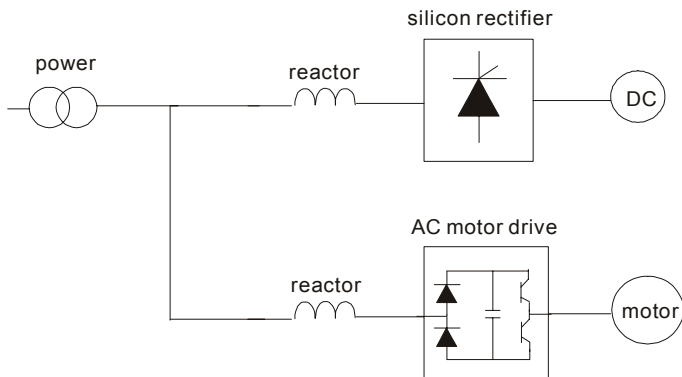 silicon rectifier
power
reactor
DC
AC motor drive
reactor
motor